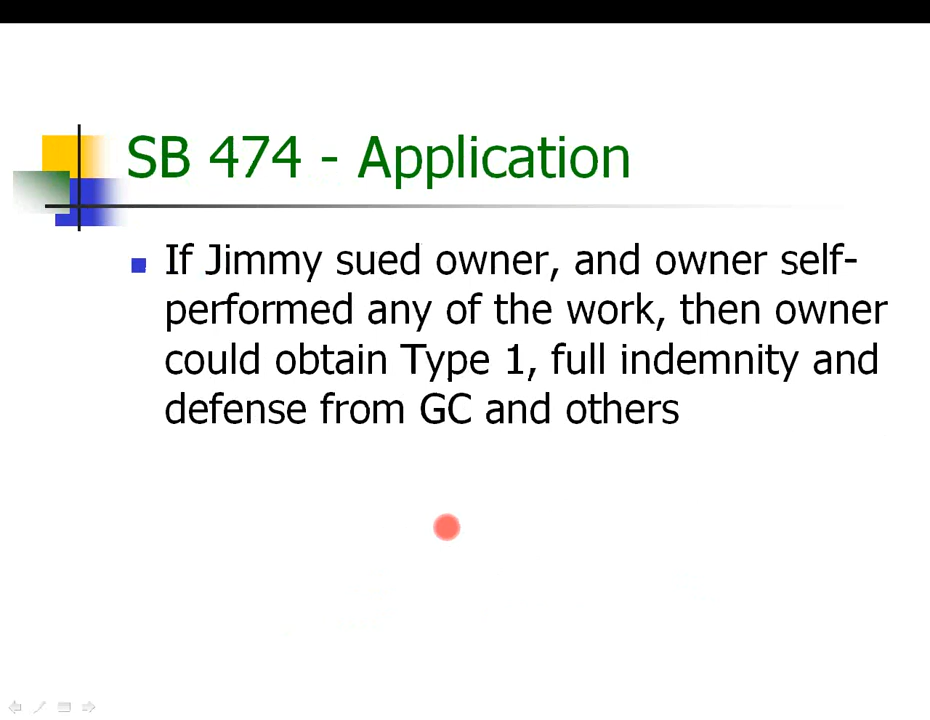 SB 474 - Application
If Jimmy sued owner, and owner self-
performed any of the work, then owner
could obtain Type 1, full indemnity and
defense from GC and others